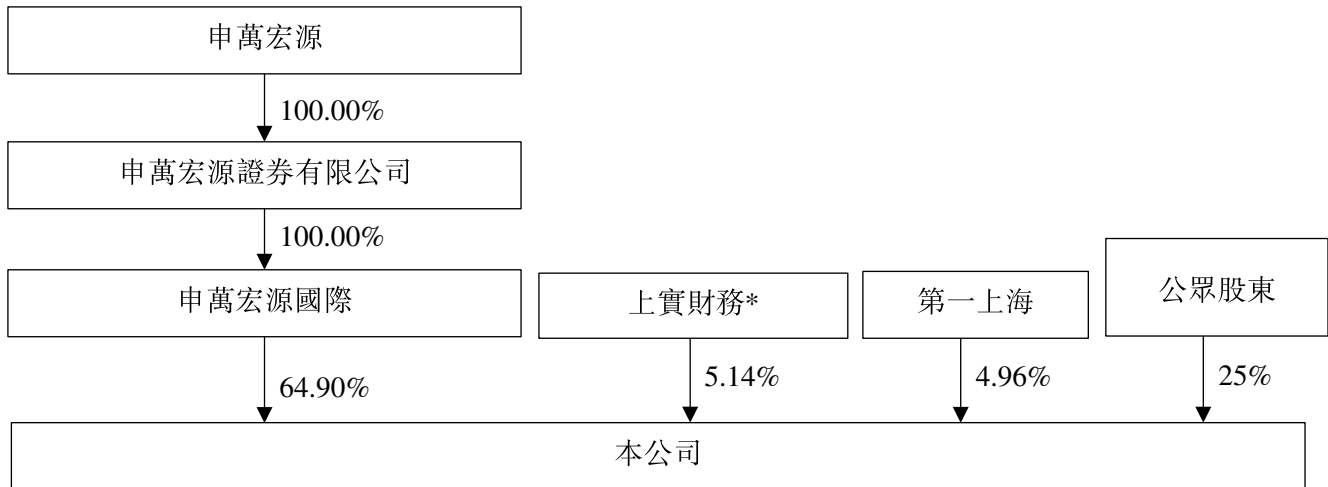 申萬宏源
100.00%
申萬宏源證券有限公司
100.00%
申萬宏源國際
上實財務*
第一上海
公眾股東
64.90%
5.14%
4.96%
25%
本公司